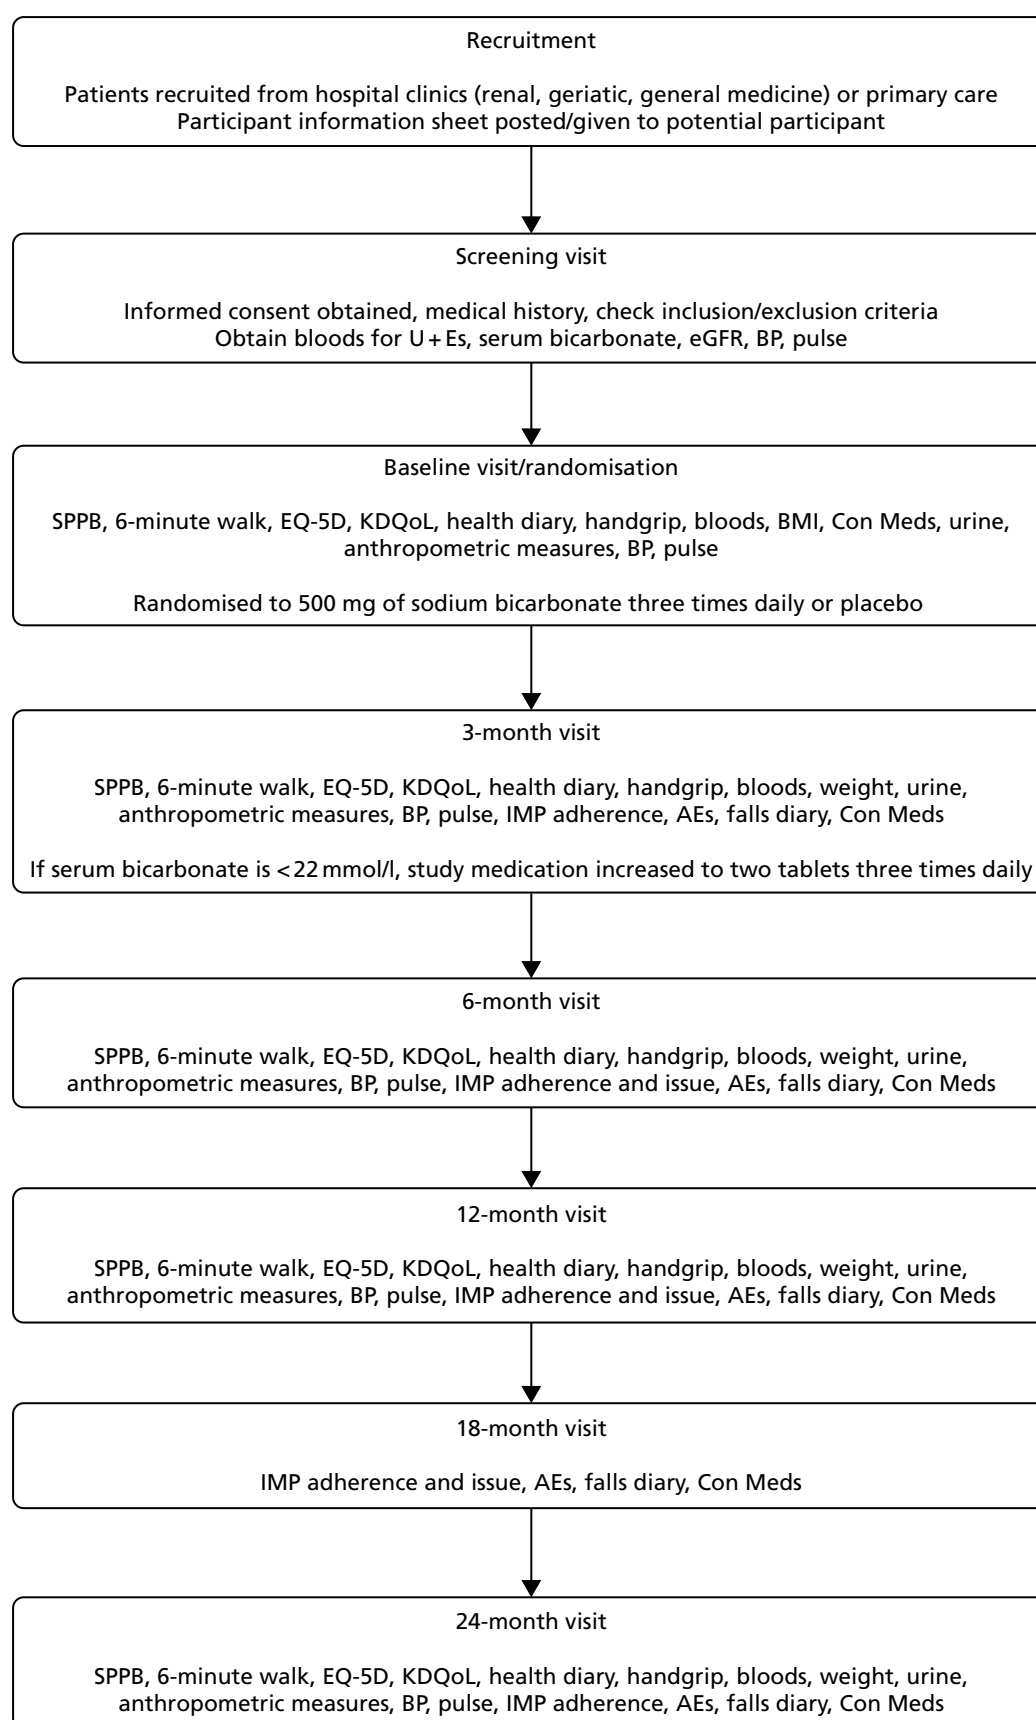 Recruitment
Patients recruited from hospital clinics (renal, geriatic, general medicine) or primary care
Participant information sheet posted/given to potential participant
Screening visit
Informed consent obtained, medical history, check inclusion/exclusion criteria
Obtain bloods for U+Es, serum bicarbonate, eGFR, BP, pulse
Baseline visit/randomisation
SPPB, 6-minute walk, EQ-5D, KDQoL, health diary, handgrip, bloods, BMI, Con Meds, urine,
anthropometric measures, BP, pulse
Randomised to 500 mg of sodium bicarbonate three times daily or placebo
3-month visit
SPPB, 6-minute walk, EQ-5D, KDQoL, health diary, handgrip, bloods, weight, urine,
anthropometric measures, BP, pulse, IMP adherence, AEs, falls diary, Con Meds
If serum bicarbonate is <22 mmol/l, study medication increased to two tablets three times daily
6-month visit
SPPB, 6-minute walk, EQ-5D, KDQoL, health diary, handgrip, bloods, weight, urine,
anthropometric measures, BP, pulse, IMP adherence and issue, AEs, falls diary, Con Meds
12-month visit
SPPB, 6-minute walk, EQ-5D, KDQoL, health diary, handgrip, bloods, weight, urine,
anthropometric measures, BP, pulse, IMP adherence and issue, AEs, falls diary, Con Meds
18-month visit
IMP adherence and issue, AEs, falls diary, Con Meds
24-month visit
SPPB, 6-minute walk, EQ-5D, KDQoL, health diary, handgrip, bloods, weight, urine,
anthropometric measures, BP, pulse, IMP adherence, AEs, falls diary, Con Meds